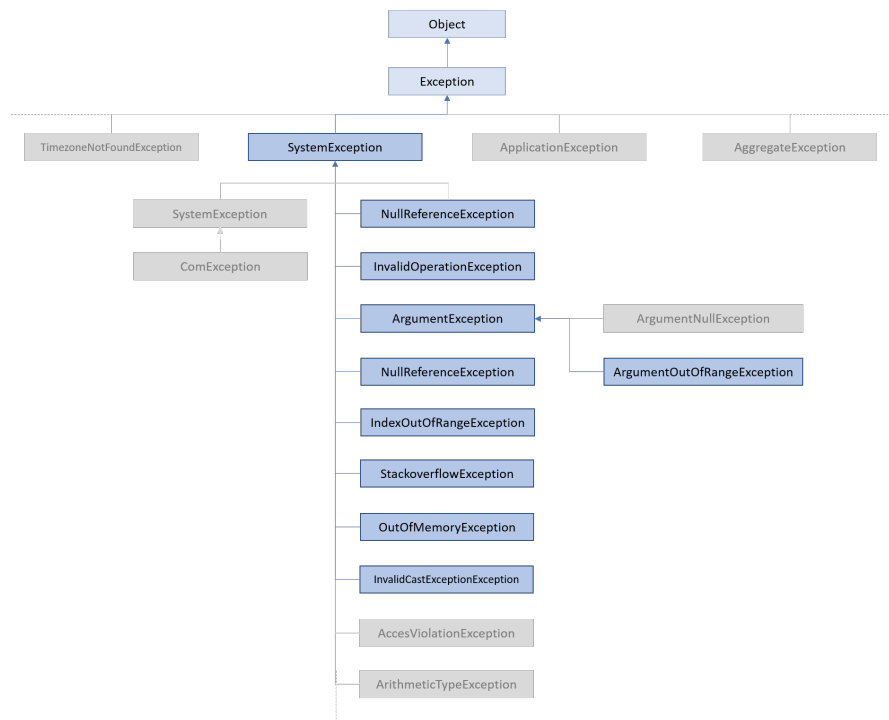 Object
Exception
TimezoneNotFoundException
SystemException
ApplicationException
AggregateException
SystemException
NullReferenceException
ComException
InvalidOperationException
ArgumentException
ArgumentNullException
NullReferenceException
ArgumentOutOfRangeException
IndexOutOfRangeException
StackoverflowException
OutOfMemoryException
InvalidCastExceptionException
AccesViolationException
ArithmeticTypeException